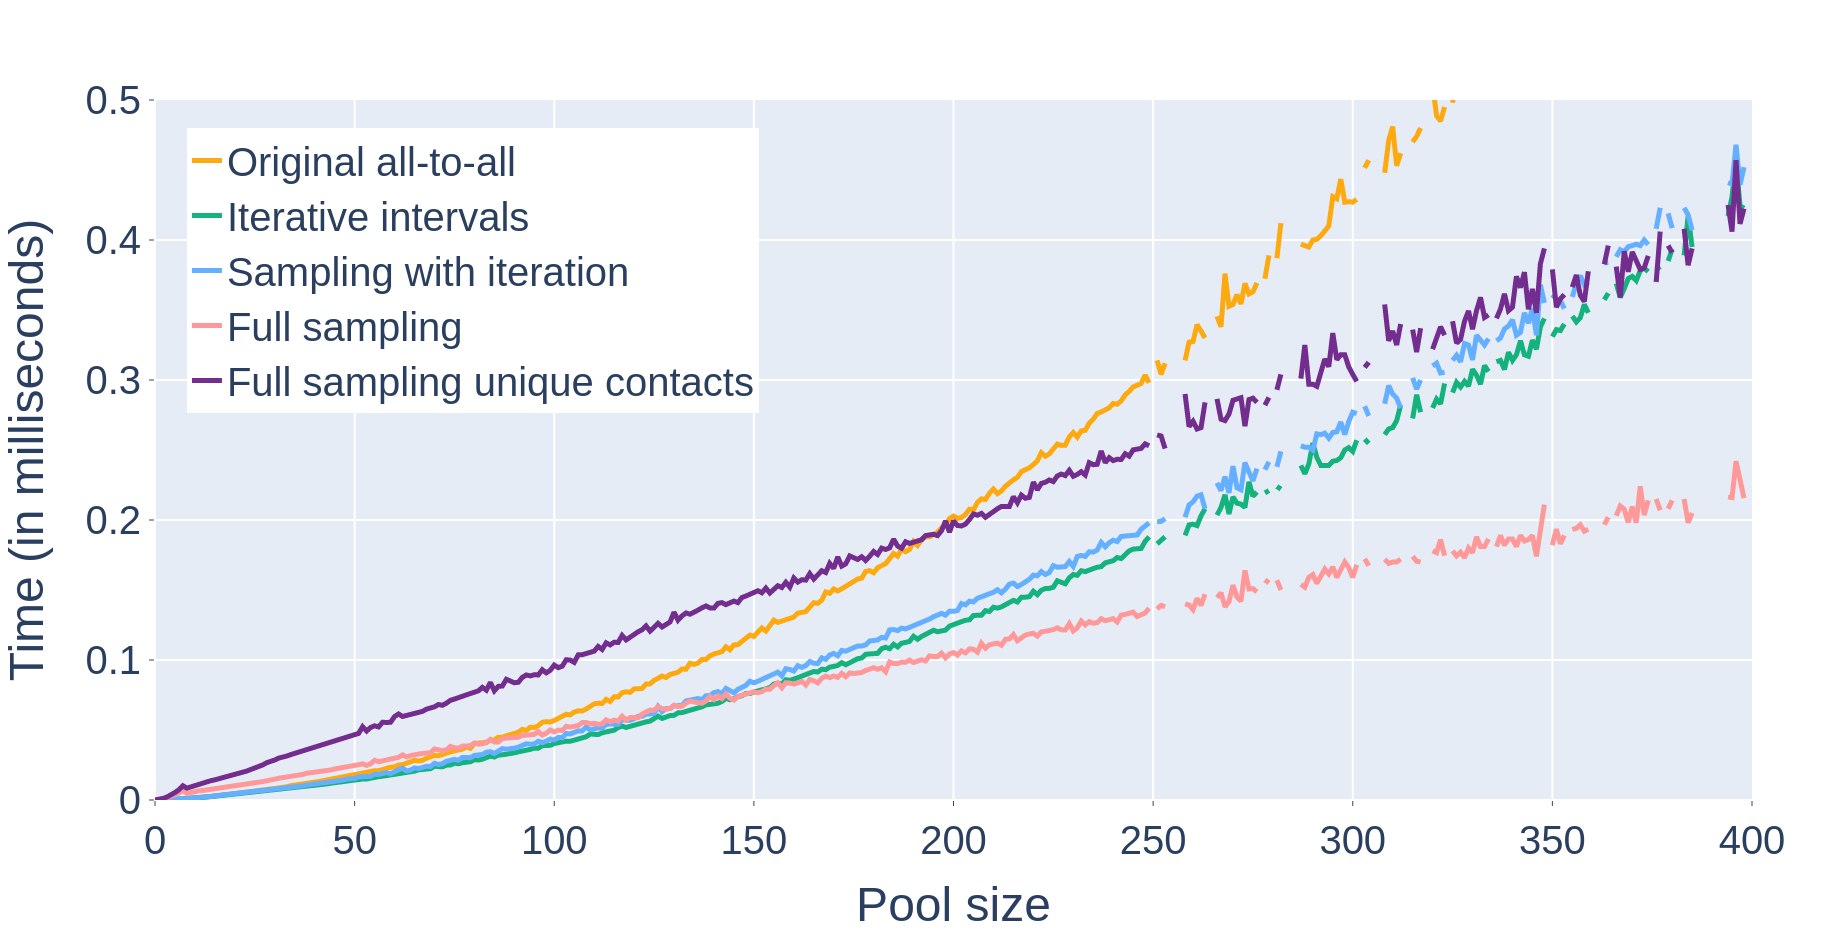 0.5
0.4
0.3
0.2
0.1
0
Time (in milliseconds)
Original all-to-all
Iterative intervals
Sampling with iteration
Full sampling
Full sampling unique contacts
0 50 100 150 200 250 300 350 400
Pool size